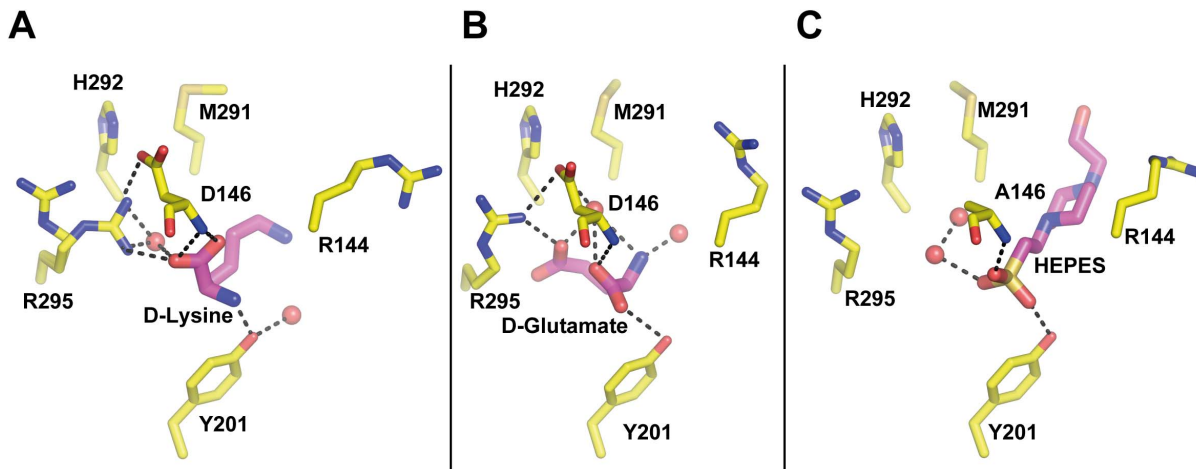 A
H292
M291
D146
R144
R295
D-Lysine
Y201
B
H292
M291
D146
R144
R295
D-Glutamate
Y201
C
H292
M291
A146
R144
HEPES
R295
Y201